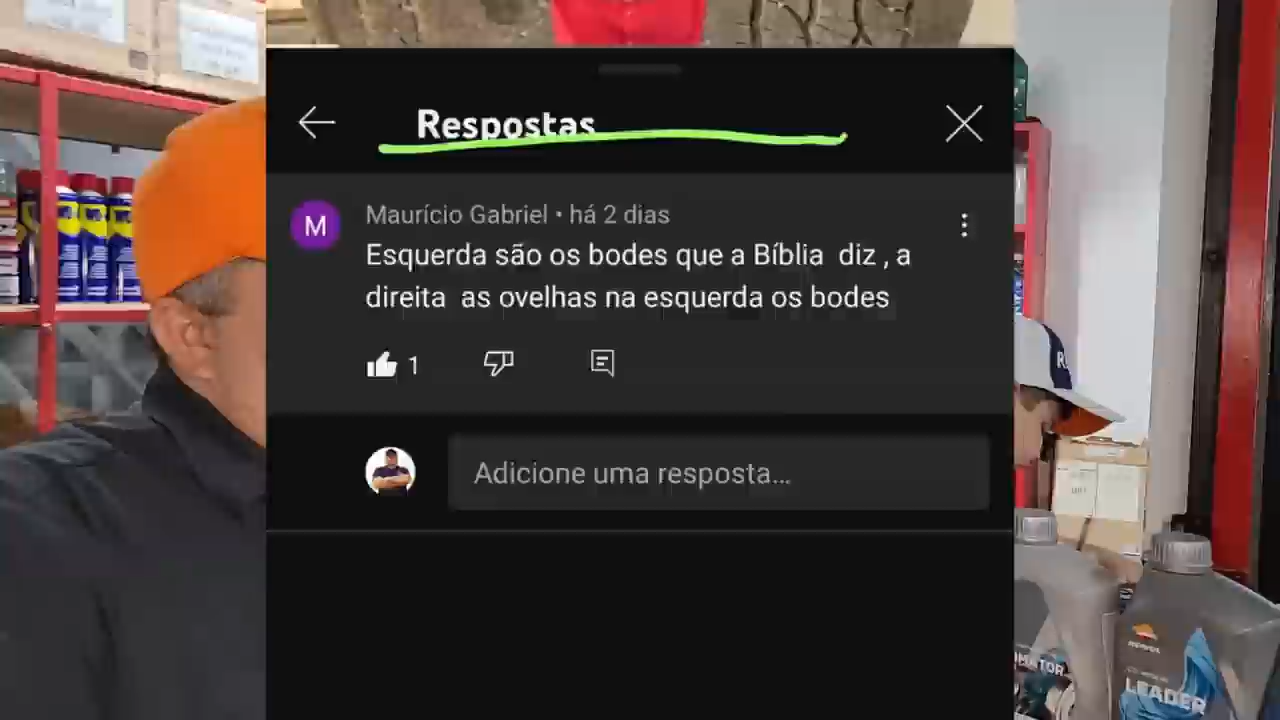 Respostas
M
Maurício Gabriel • há 2 dias
Esquerda são os bodes que a Bíblia diz , a
direita as ovelhas na esquerda os bodes
1
Adicione uma resposta...
REPSOL
LEADER